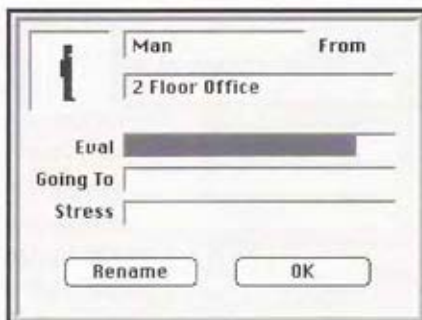 Man From
2 Floor Office
Eval
Going To
Stress
Rename OK